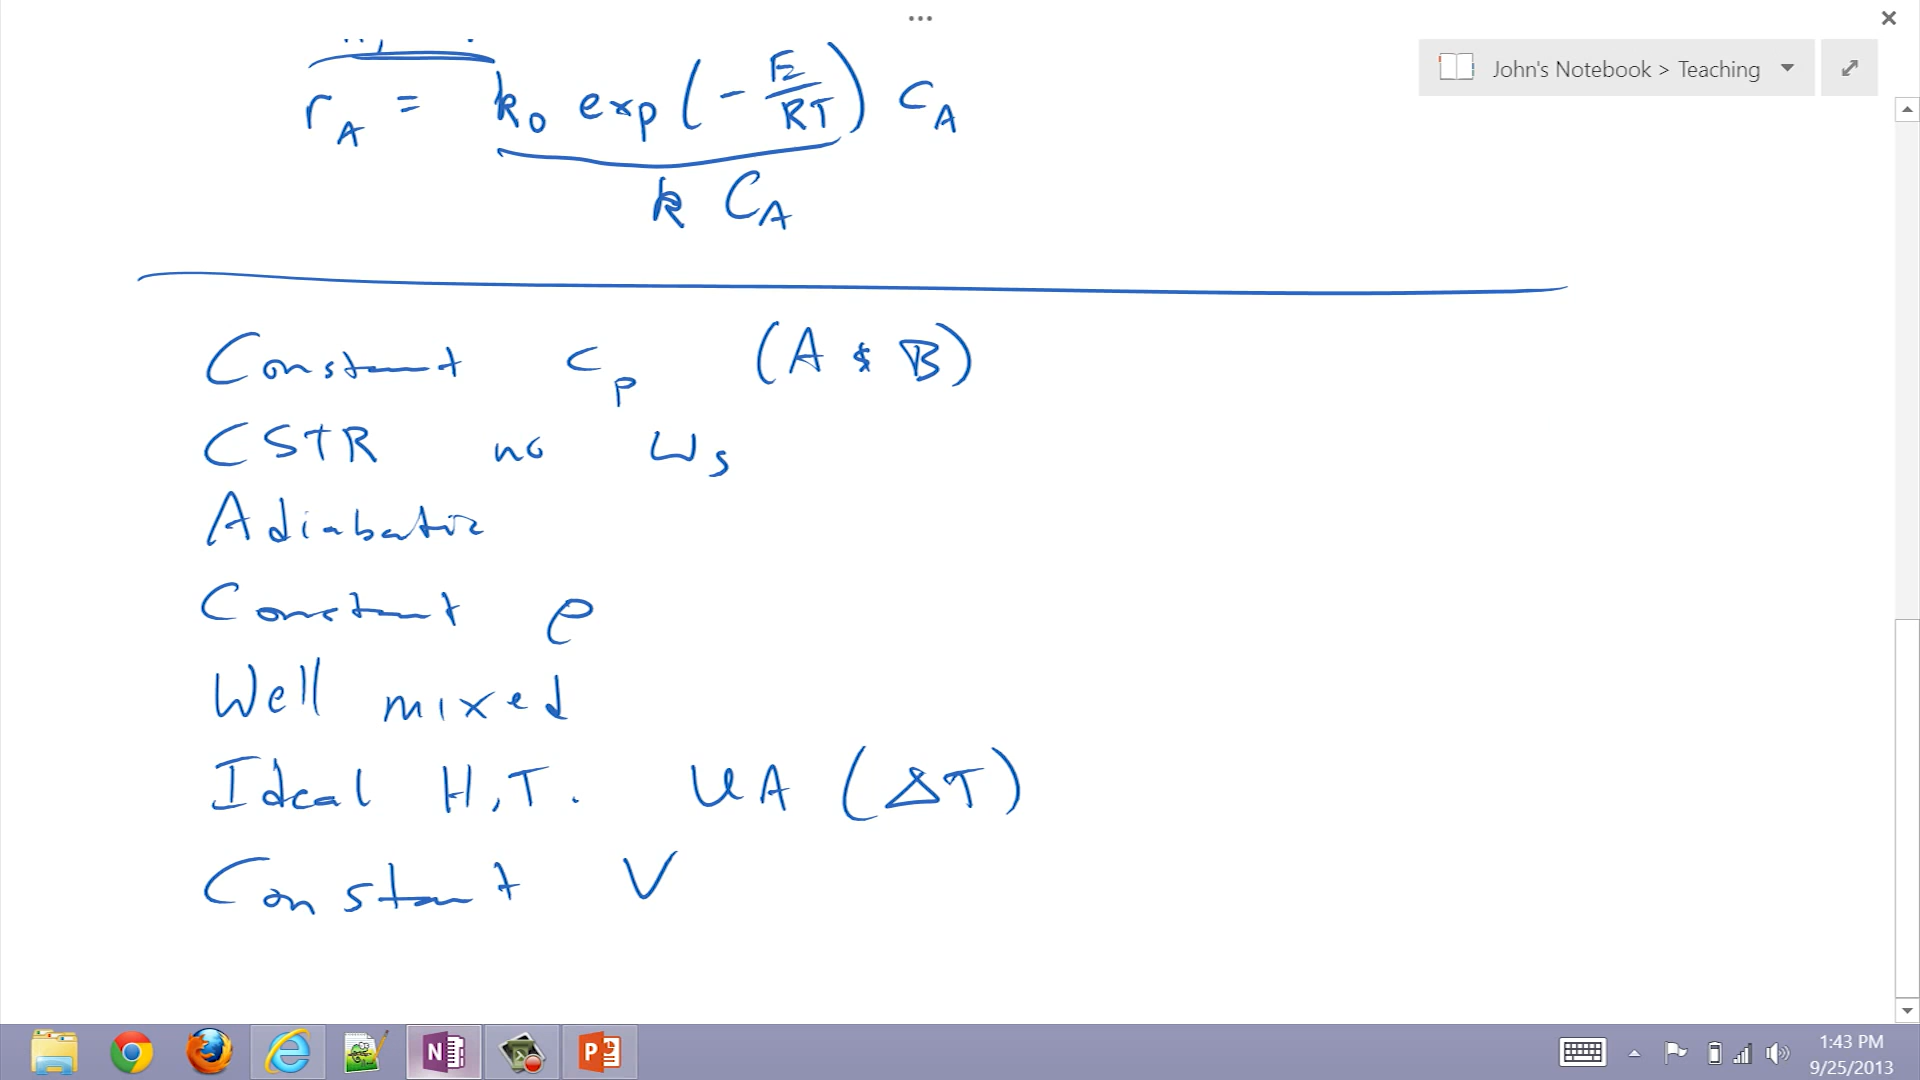 John's Notebook > Teaching
r_A = k_0 exp(-E/RT) C_A
k C_A
Constant c_p (A & B)
CSTR no W_s
Adiabatic
Constant ρ
Well mixed
Ideal H.T. UA (ΔT)
Constant V
1:43 PM
9/25/2013